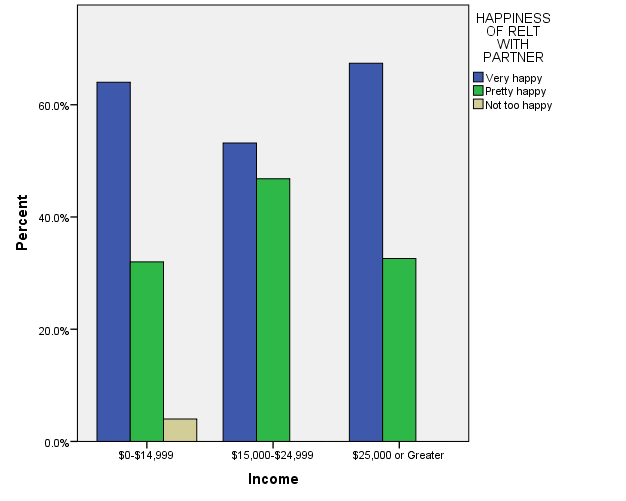 HAPPINESS
OF RELT
WITH
PARTNER
Very happy
Pretty happy
Not too happy
Percent
60.0%
40.0%
20.0%
0.0%
$0-$14,999
$15,000-$24,999
$25,000 or Greater
Income